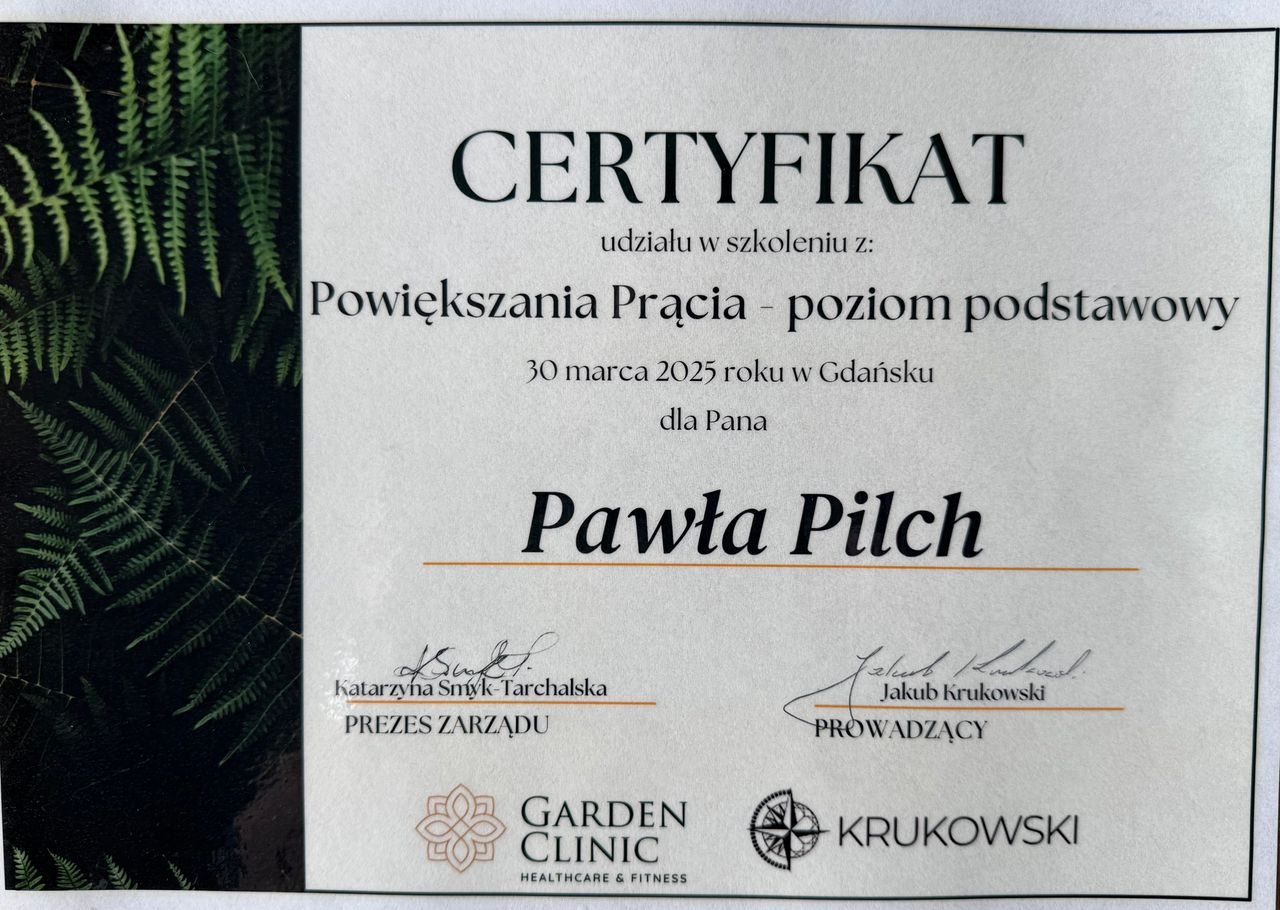 CERTYFIKAT
udziału w szkoleniu z:
Powiększania Prącia - poziom podstawowy
30 marca 2025 roku w Gdańsku
dla Pana
Pawła Pilch
Katarzyna Smyk-Tarchalska
PREZES ZARZĄDU
Jakub Krukowski
PROWADZĄCY
GARDEN
CLINIC
HEALTHCARE & FITNESS
KRUKOWSKI